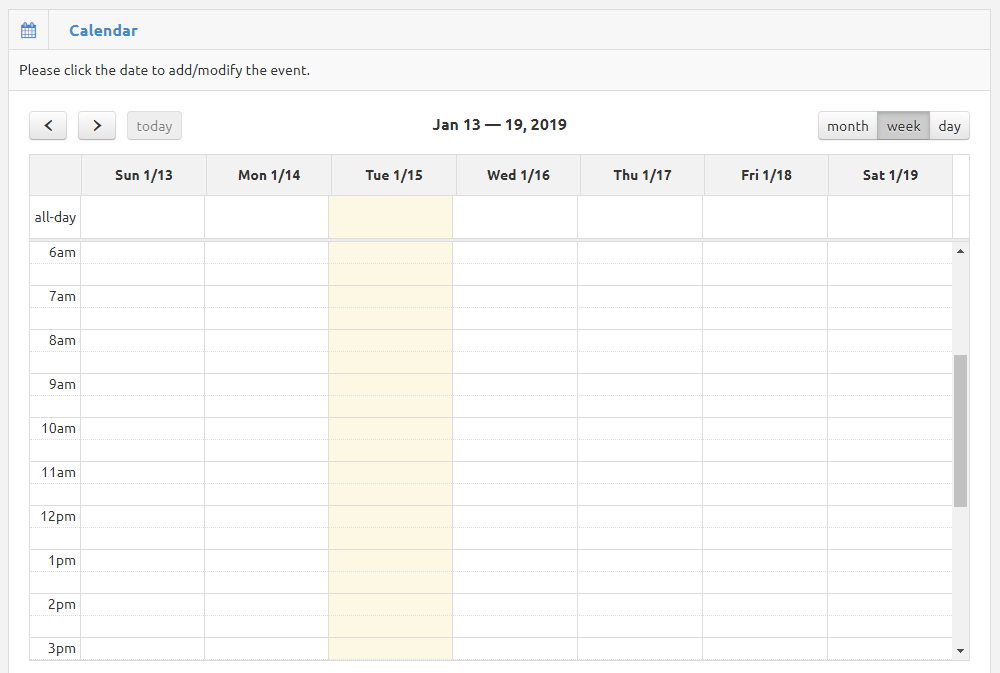 Calendar
Please click the date to add/modify the event.
today
Jan 13 — 19, 2019
month week day
Sun 1/13 Mon 1/14 Tue 1/15 Wed 1/16 Thu 1/17 Fri 1/18 Sat 1/19
all-day
6am
7am
8am
9am
10am
11am
12pm
1pm
2pm
3pm